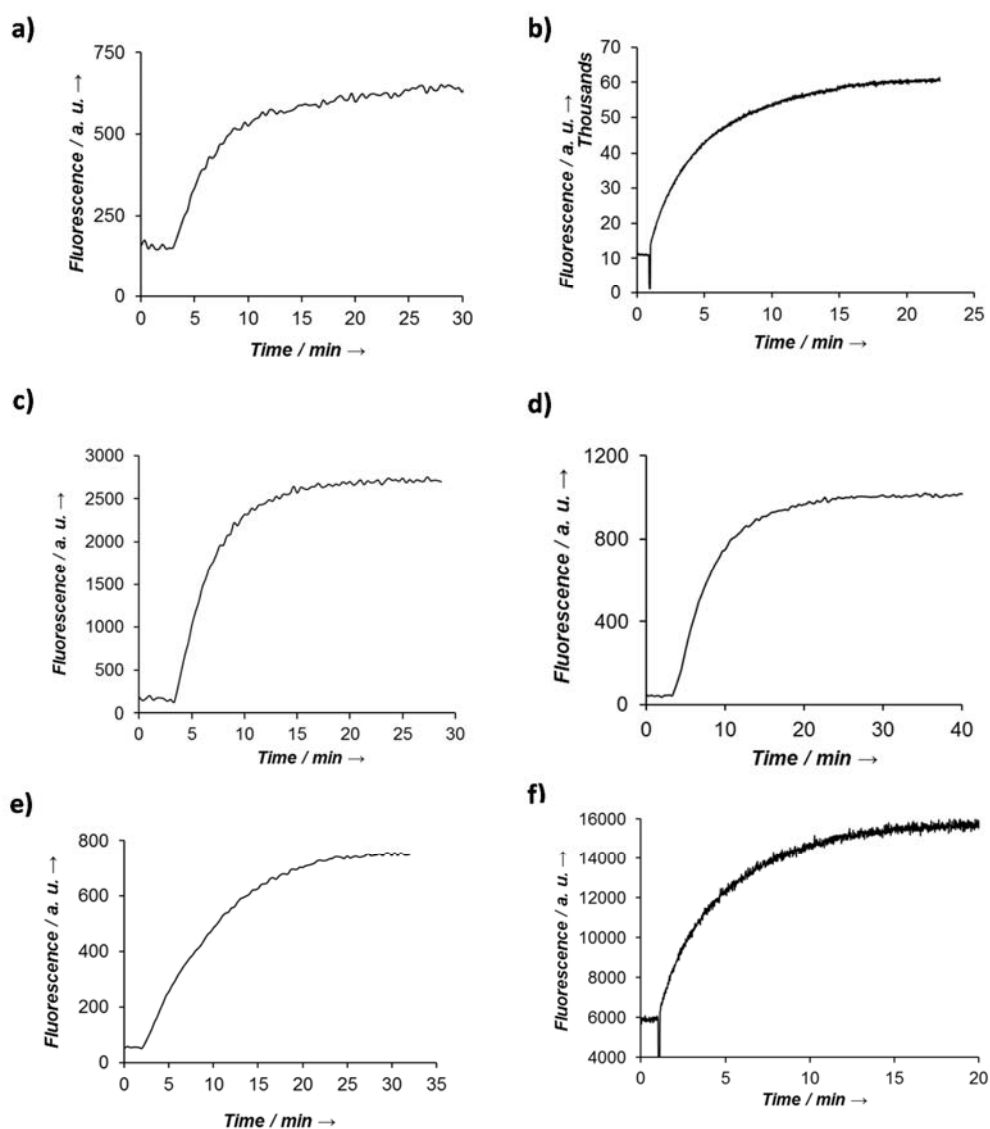 a)
750
500
250
0
0 5 10 15 20 25 30
Fluorescence / a. u. →
Time / min →
b)
70
60
50
40
30
20
10
0
0 5 10 15 20 25
Fluorescence / a. u. →
Thousands
Time / min →
c)
3000
2500
2000
1500
1000
500
0
0 5 10 15 20 25 30
Fluorescence / a. u. →
Time / min →
d)
1200
800
400
0
0 10 20 30 40
Fluorescence / a. u. →
Time / min →
e)
800
600
400
200
0
0 5 10 15 20 25 30 35
Fluorescence / a. u. →
Time / min →
f)
16000
14000
12000
10000
8000
6000
4000
0 5 10 15 20
Fluorescence / a. u. →
Time / min →